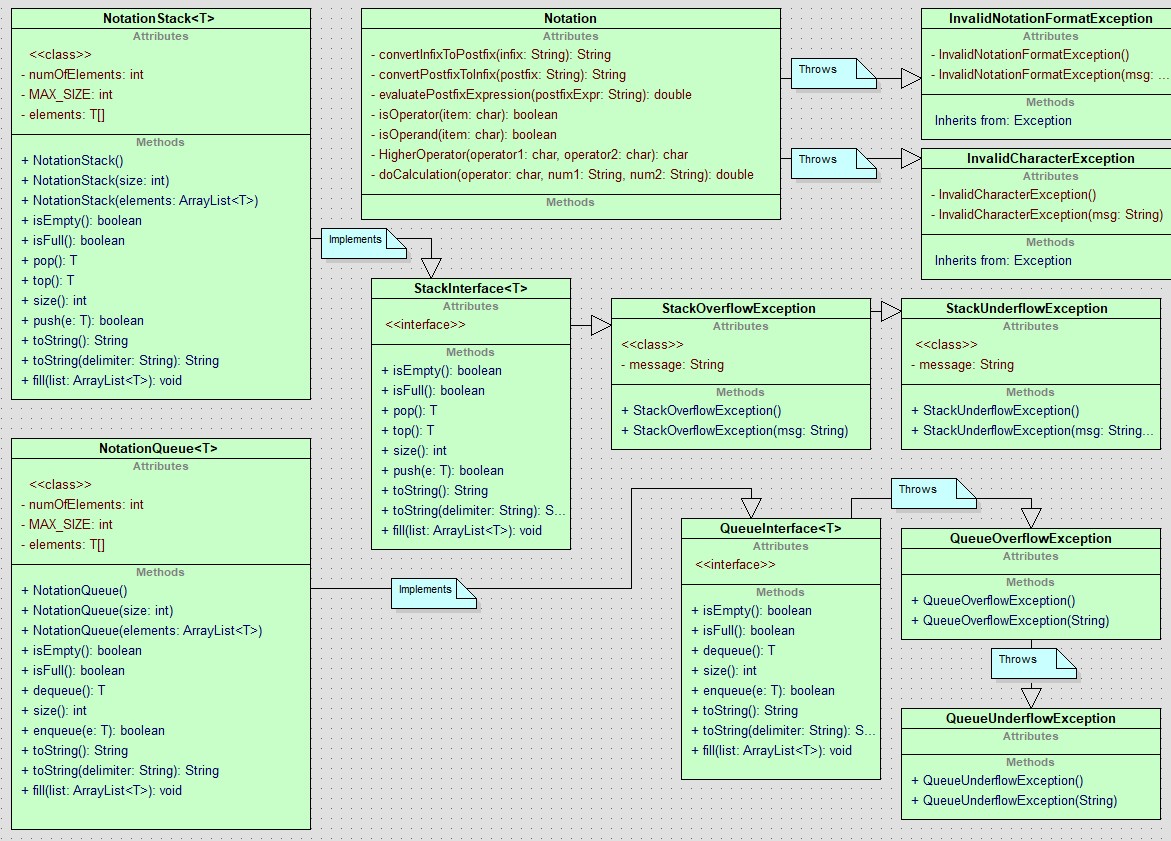 NotationStack<T>
Attributes
<<class>>
- numOfElements: int
- MAX_SIZE: int
- elements: T[]
Methods
+ NotationStack()
+ NotationStack(size: int)
+ NotationStack(elements: ArrayList<T>)
+ isEmpty(): boolean
+ isFull(): boolean
+ pop(): T
+ top(): T
+ size(): int
+ push(e: T): boolean
+ toString(): String
+ toString(delimiter: String): String
+ fill(list: ArrayList<T>): void
Notation
Attributes
- convertInfixToPostfix(infix: String): String
- convertPostfixToInfix(postfix: String): String
- evaluatePostfixExpression(postfixExpr: String): double
- isOperator(item: char): boolean
- isOperand(item: char): boolean
- HigherOperator(operator1: char, operator2: char): char
- doCalculation(operator: char, num1: String, num2: String): double
Methods
Throws
Throws
InvalidNotationFormatException
Attributes
- InvalidNotationFormatException()
- InvalidNotationFormatException(msg: ...
Methods
Inherits from: Exception
InvalidCharacterException
Attributes
- InvalidCharacterException()
- InvalidCharacterException(msg: String)
Methods
Inherits from: Exception
Implements
StackInterface<T>
Attributes
<<interface>>
Methods
+ isEmpty(): boolean
+ isFull(): boolean
+ pop(): T
+ top(): T
+ size(): int
+ push(e: T): boolean
+ toString(): String
+ toString(delimiter: String): S...
+ fill(list: ArrayList<T>): void
StackOverflowException
Attributes
<<class>>
- message: String
Methods
+ StackOverflowException()
+ StackOverflowException(msg: String)
StackUnderflowException
Attributes
<<class>>
- message: String
Methods
+ StackUnderflowException()
+ StackUnderflowException(msg: String...
NotationQueue<T>
Attributes
<<class>>
- numOfElements: int
- MAX_SIZE: int
- elements: T[]
Methods
+ NotationQueue()
+ NotationQueue(size: int)
+ NotationQueue(elements: ArrayList<T>)
+ isEmpty(): boolean
+ isFull(): boolean
+ dequeue(): T
+ size(): int
+ enqueue(e: T): boolean
+ toString(): String
+ toString(delimiter: String): String
+ fill(list: ArrayList<T>): void
Implements
QueueInterface<T>
Attributes
<<interface>>
Methods
+ isEmpty(): boolean
+ isFull(): boolean
+ dequeue(): T
+ size(): int
+ enqueue(e: T): boolean
+ toString(): String
+ toString(delimiter: String): S...
+ fill(list: ArrayList<T>): void
Throws
QueueOverflowException
Attributes
Methods
+ QueueOverflowException()
+ QueueOverflowException(String)
Throws
QueueUnderflowException
Attributes
Methods
+ QueueUnderflowException()
+ QueueUnderflowException(String)